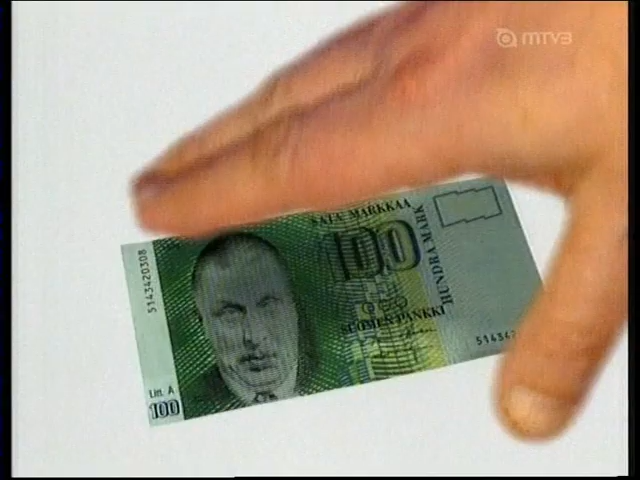 MTV3
SATA MARKKAA
100
HUNDRA MARK
SUOMEN PANKKI
5143420308
Litt. A
100